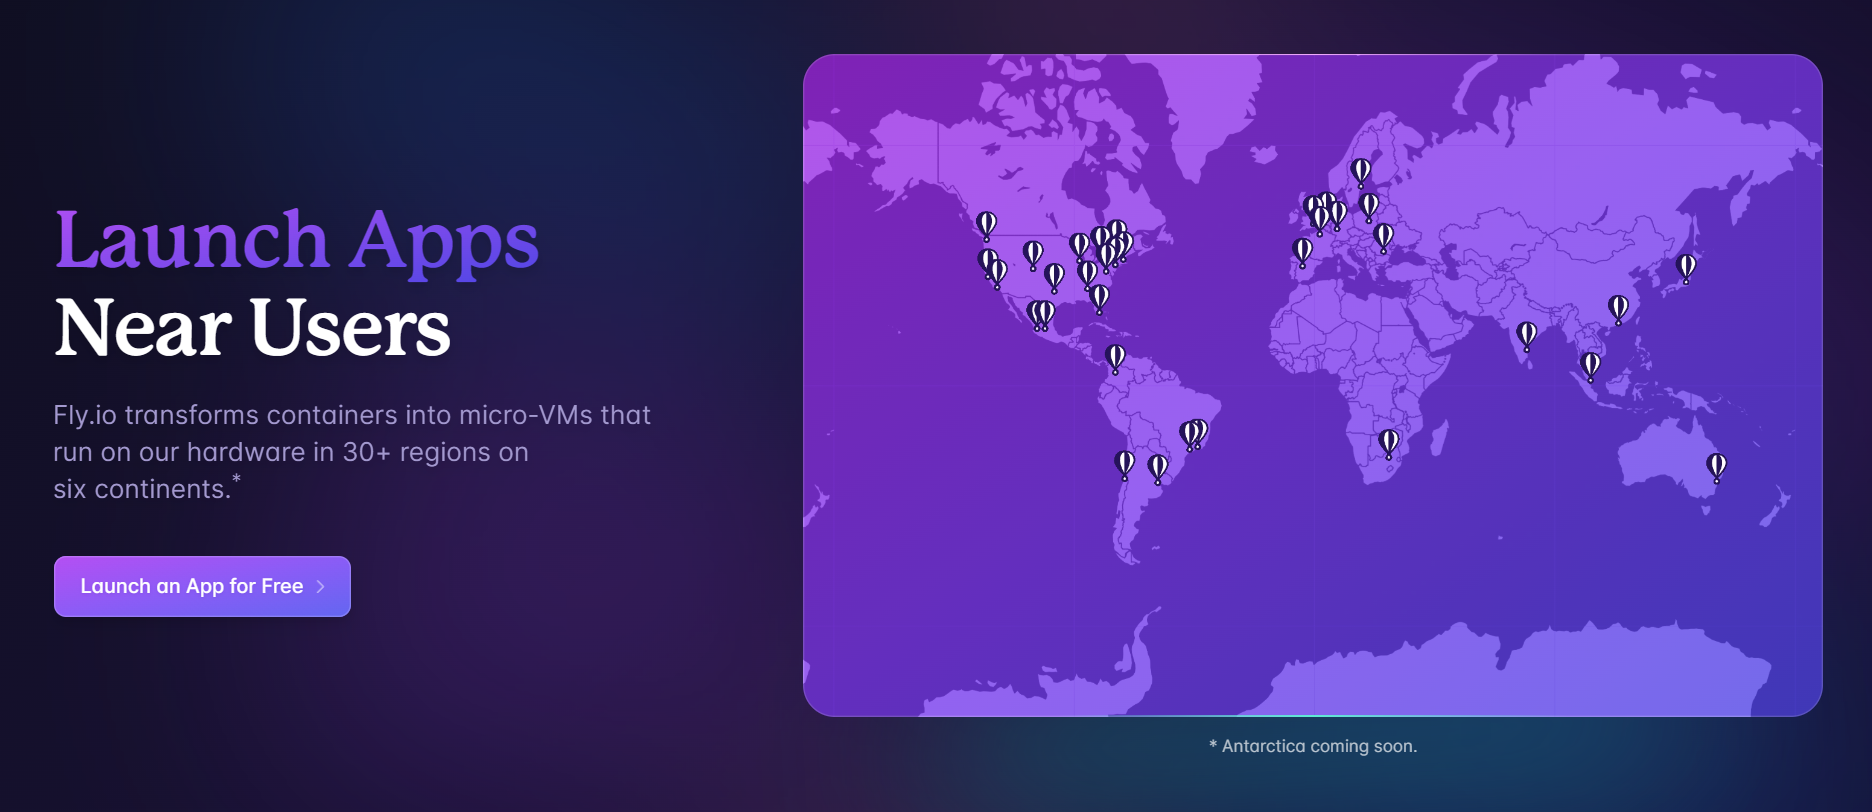 Launch Apps
Near Users
Fly.io transforms containers into micro-VMs that
run on our hardware in 30+ regions on
six continents.*
Launch an App for Free
* Antarctica coming soon.